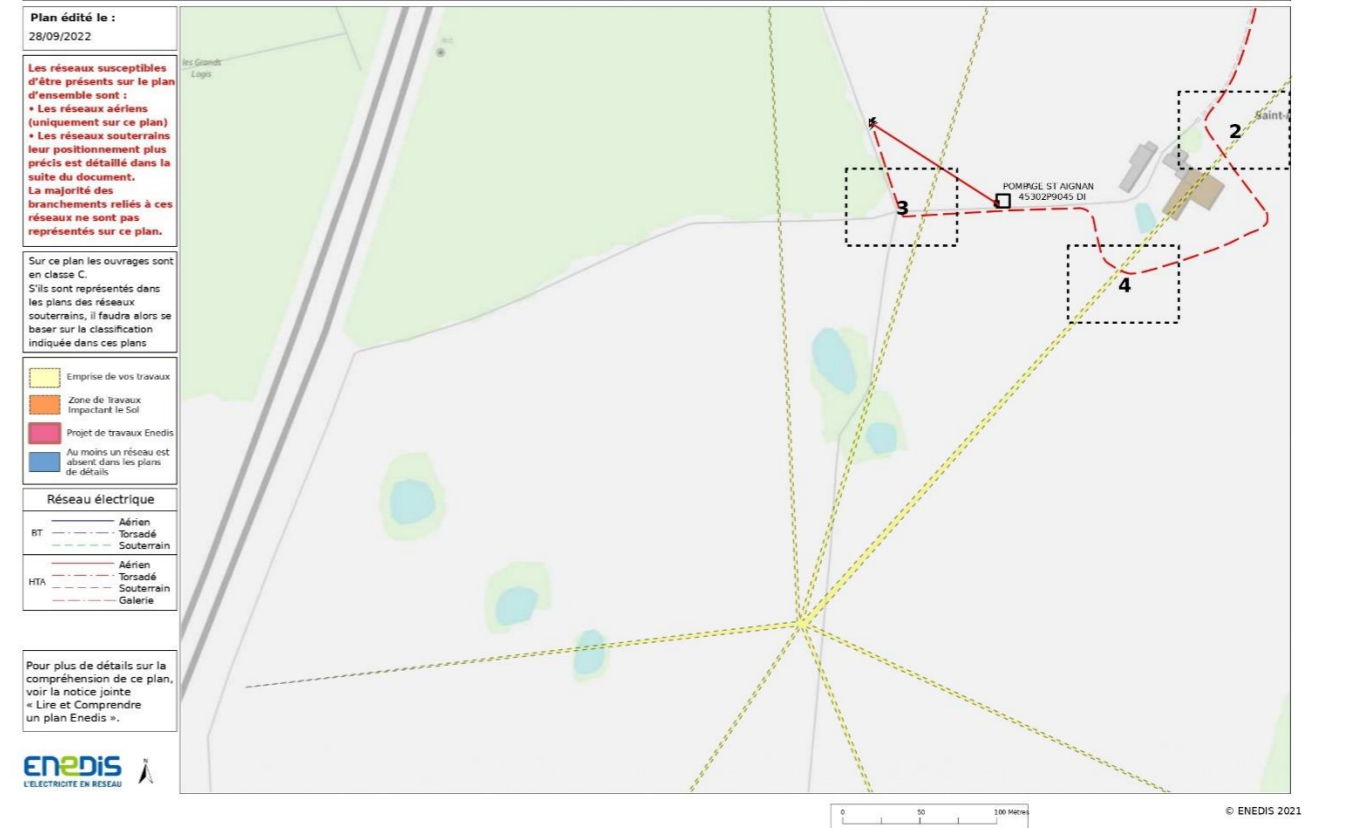 Plan édité le :
28/09/2022
Les réseaux susceptibles
d'être présents sur le plan
d'ensemble sont :
• Les réseaux aériens
(uniquement sur ce plan)
• Les réseaux souterrains
leur positionnement plus
précis est détaillé dans la
suite du document.
La majorité des
branchements reliés à ces
réseaux ne sont pas
représentés sur ce plan.
Sur ce plan les ouvrages sont
en classe C.
S'ils sont représentés dans
les plans des réseaux
souterrains, il faudra alors se
baser sur la classification
indiquée dans ces plans
Emprise de vos travaux
Zone de Travaux
Impactant le Sol
Projet de travaux Enedis
Au moins un réseau est
absent dans les plans
de détails
Réseau électrique
BT
Aérien
Torsadé
Souterrain
HTA
Aérien
Torsadé
Souterrain
Galerie
Pour plus de détails sur la
compréhension de ce plan,
voir la notice jointe
« Lire et Comprendre
un plan Enedis ».
ENEDIS
L'ELECTRICITE EN RESEAU
N
les Grands
Logis
2
Saint-A
3
POMPAGE ST AIGNAN
45302P9045 DI
4
0 50 100 Mètres
© ENEDIS 2021